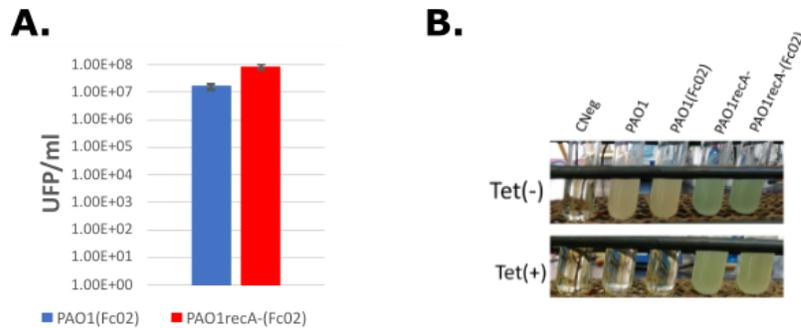 A.
1.00E+08
1.00E+07
1.00E+06
1.00E+05
1.00E+04
1.00E+03
1.00E+02
1.00E+01
1.00E+00
UFP/ml
PAO1(Fc02) PAO1recA-(Fc02)
B.
CNeg PAO1 PAO1(Fc02) PAO1recA- PAO1recA-(Fc02)
Tet(-)
Tet(+)